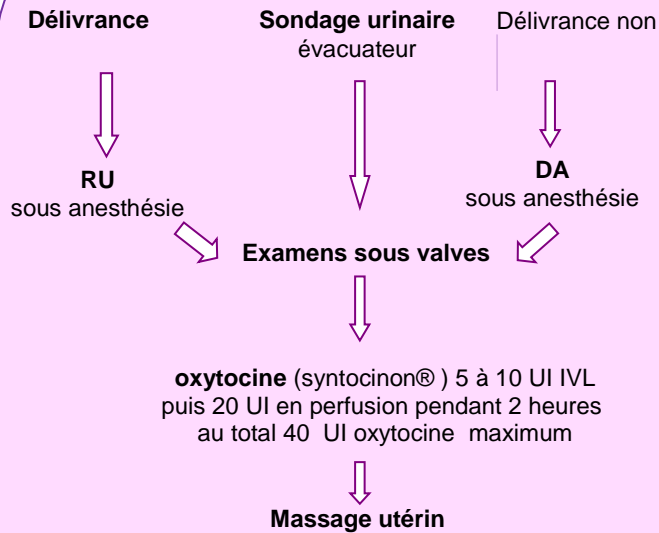 Délivrance
Sondage urinaire
évacuateur
Délivrance non
RU
sous anesthésie
DA
sous anesthésie
Examens sous valves
oxytocine (syntocinon® ) 5 à 10 UI IVL
puis 20 UI en perfusion pendant 2 heures
au total 40 UI oxytocine maximum
Massage utérin